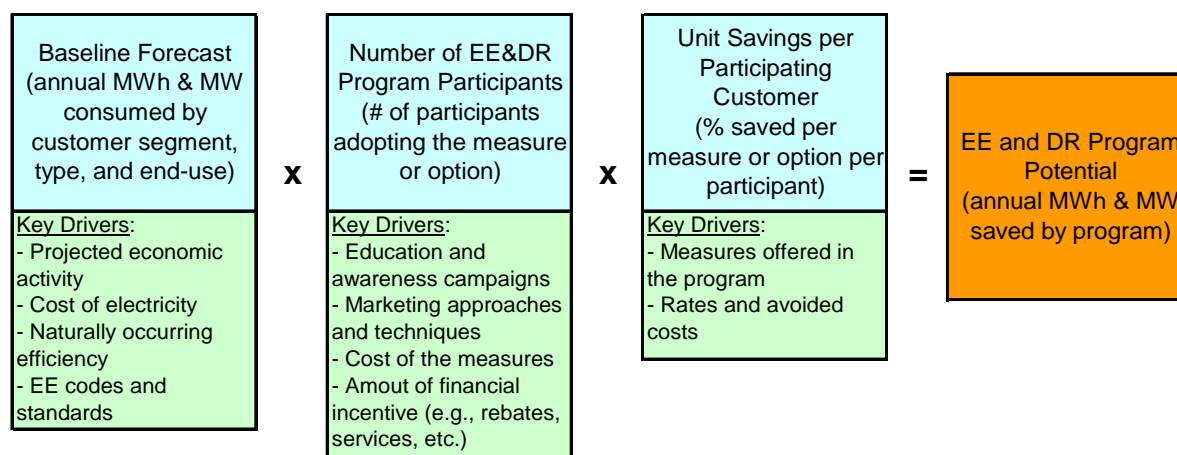 Baseline Forecast
(annual MWh & MW
consumed by
customer segment,
type, and end-use)
Key Drivers:
- Projected economic
activity
- Cost of electricity
- Naturally occurring
efficiency
- EE codes and
standards
x
Number of EE&DR
Program Participants
(# of participants
adopting the measure
or option)
Key Drivers:
- Education and
awareness campaigns
- Marketing approaches
and techniques
- Cost of the measures
- Amout of financial
incentive (e.g., rebates,
services, etc.)
x
Unit Savings per
Participating
Customer
(% saved per
measure or option per
participant)
Key Drivers:
- Measures offered in
the program
- Rates and avoided
costs
=
EE and DR Program
Potential
(annual MWh & MW
saved by program)